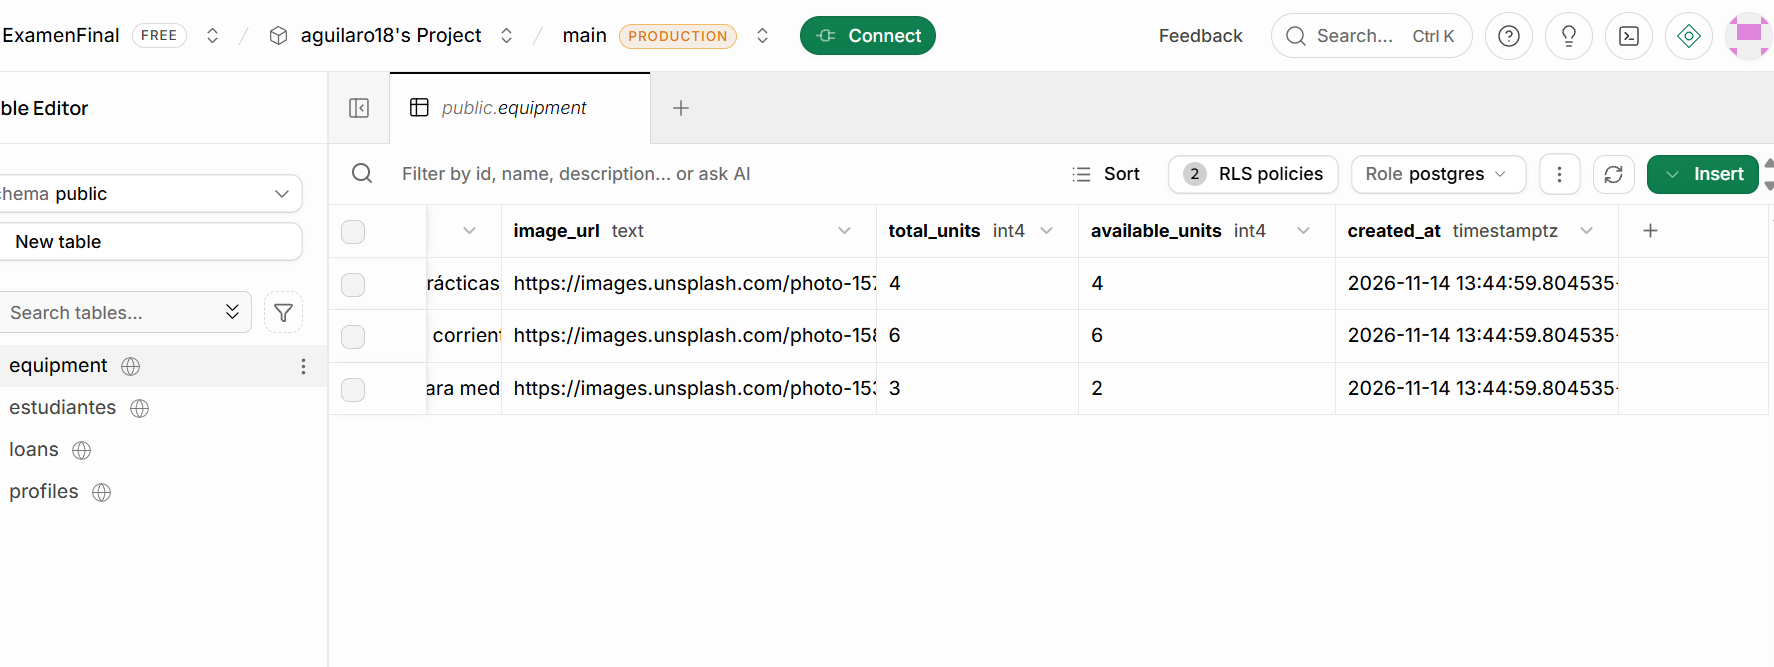 ExamenFinal FREE aguilaro18's Project main PRODUCTION Connect Feedback Search... Ctrl K
ble Editor
public.equipment
hema public
New table
Search tables...
equipment
estudiantes
loans
profiles
Filter by id, name, description... or ask AI Sort 2 RLS policies Role postgres Insert
image_url text total_units int4 available_units int4 created_at timestamptz
rácticas https://images.unsplash.com/photo-157 4 4 2026-11-14 13:44:59.804535-
corrient https://images.unsplash.com/photo-158 6 6 2026-11-14 13:44:59.804535-
ara med https://images.unsplash.com/photo-153 3 2 2026-11-14 13:44:59.804535-